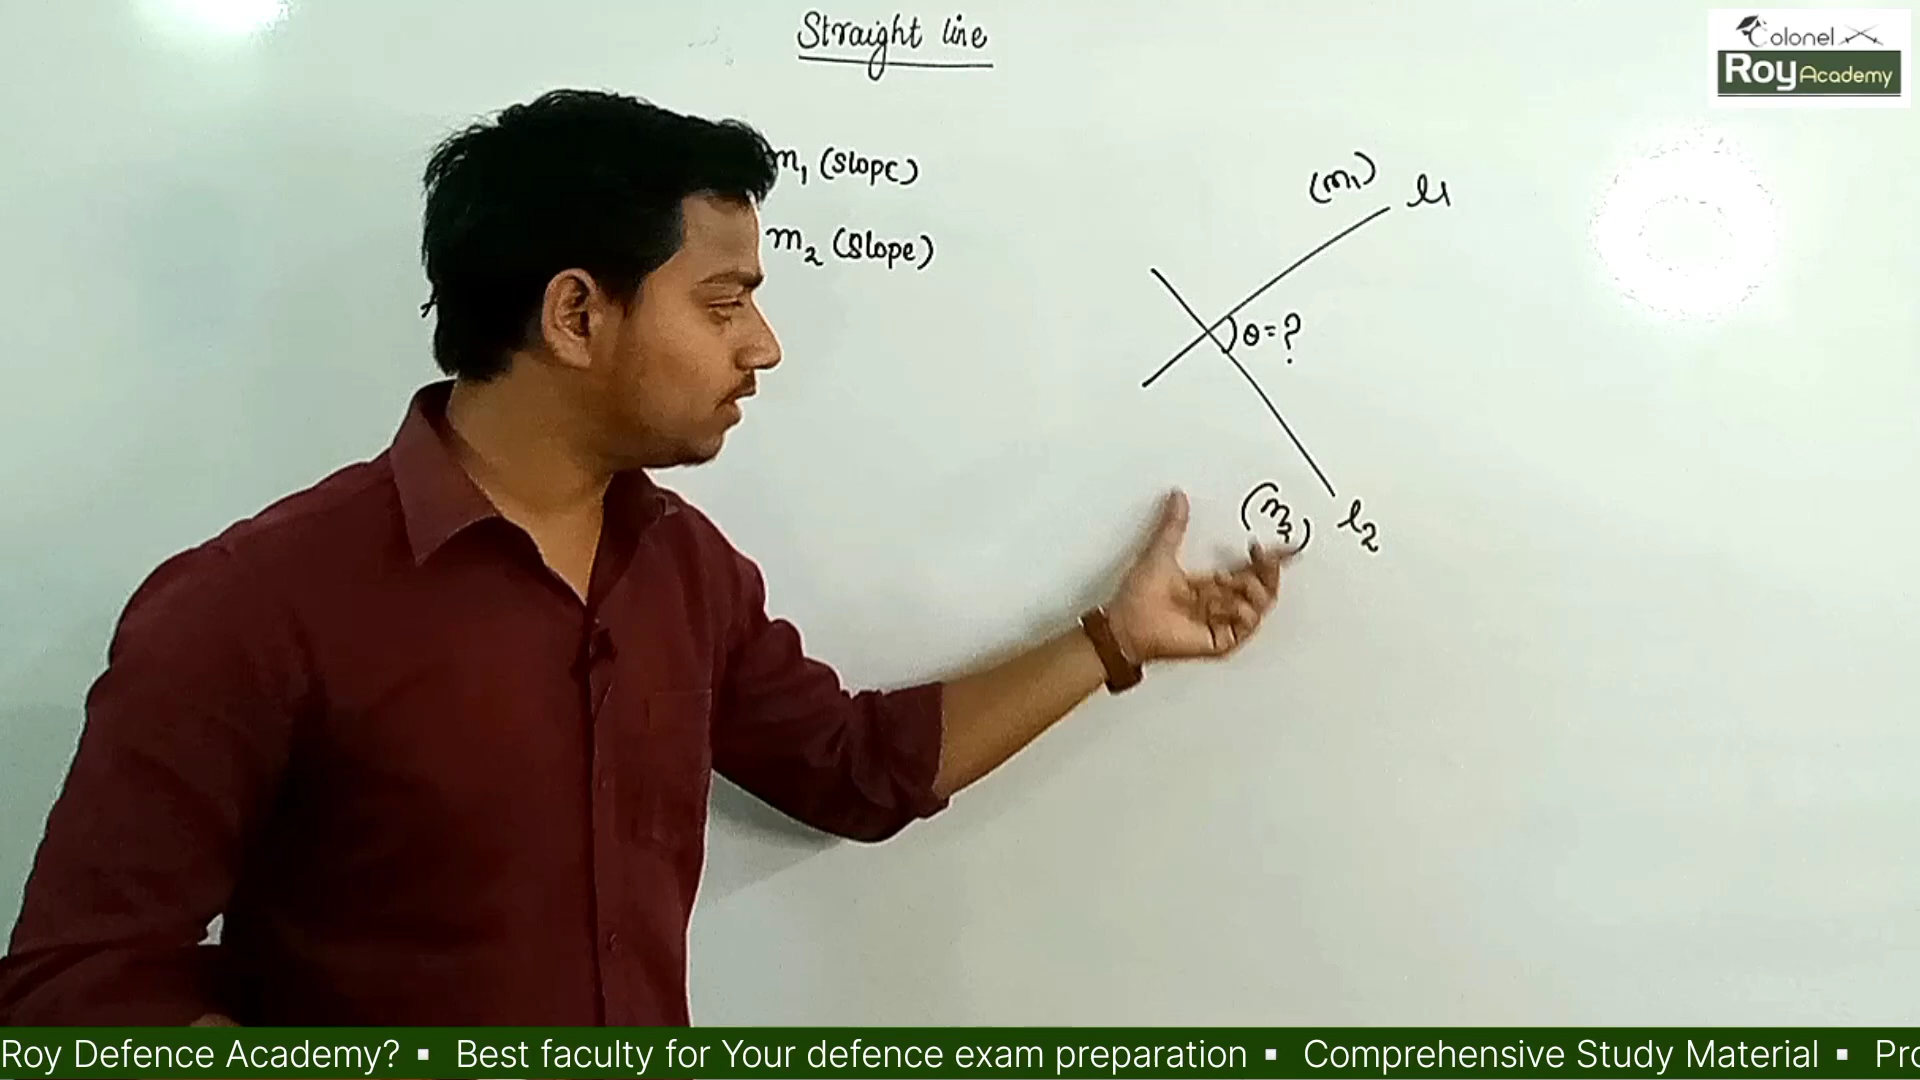 Straight line
Colonel
Roy Academy
m1 (slope)
m2 (slope)
(m1) l1
θ=?
(m2) l2
Roy Defence Academy? ▪ Best faculty for Your defence exam preparation ▪ Comprehensive Study Material ▪ Pro